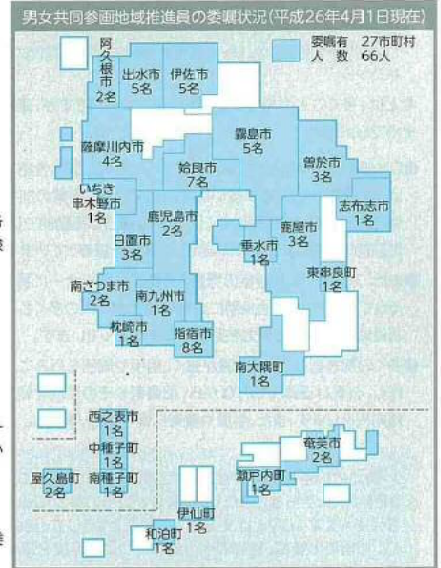 男女共同参画地域推進員の委嘱状況(平成26年4月1日現在)
委嘱有 27市町村
人 数 66人
阿久根市
2名
出水市
5名
伊佐市
5名
薩摩川内市
4名
霧島市
5名
姶良市
7名
曽於市
3名
いちき
串木野市
1名
鹿児島市
2名
志布志市
1名
日置市
3名
垂水市
1名
鹿屋市
3名
東串良町
1名
南さつま市
2名
南九州市
1名
枕崎市
1名
指宿市
8名
南大隅町
1名
西之表市
1名
中種子町
1名
南種子町
1名
屋久島町
2名
奄美市
2名
瀬戸内町
1名
伊仙町
1名
和泊町
1名